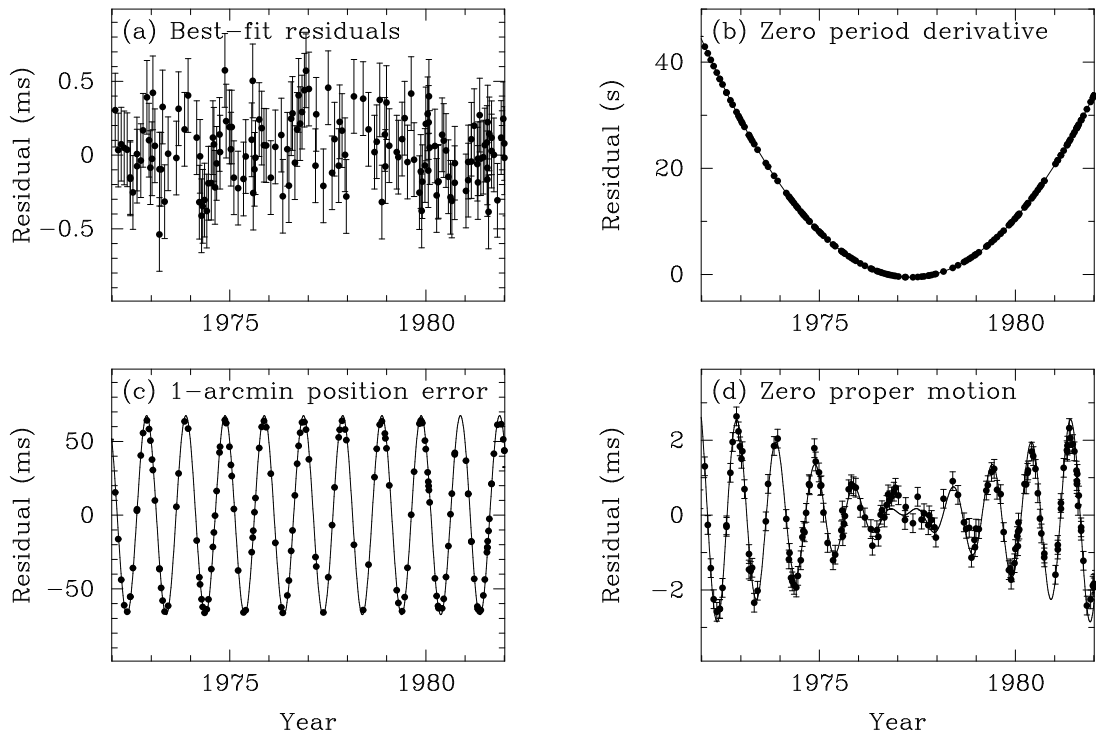 (a) Best-fit residuals
Residual (ms)
0.5
0
−0.5
1975
1980
(b) Zero period derivative
Residual (s)
40
20
0
1975
1980
(c) 1-arcmin position error
Residual (ms)
50
0
−50
1975
1980
Year
(d) Zero proper motion
Residual (ms)
2
0
−2
1975
1980
Year